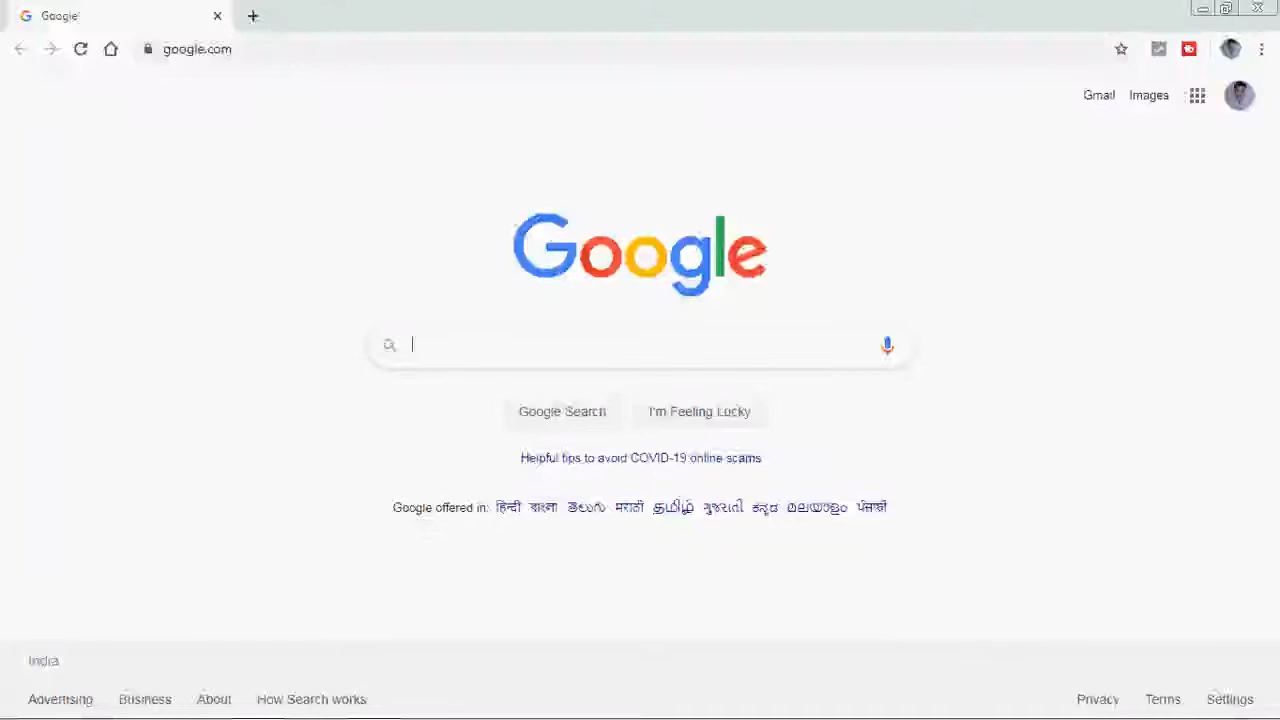 Google
google.com
Gmail Images
Google
Google Search I'm Feeling Lucky
Helpful tips to avoid COVID-19 online scams
Google offered in: हिन्दी বাংলা తెలుగు मराठी தமிழ் ગુજરાતી ಕನ್ನಡ മലയാളം ਪੰਜਾਬੀ
India
Advertising Business About How Search works Privacy Terms Settings